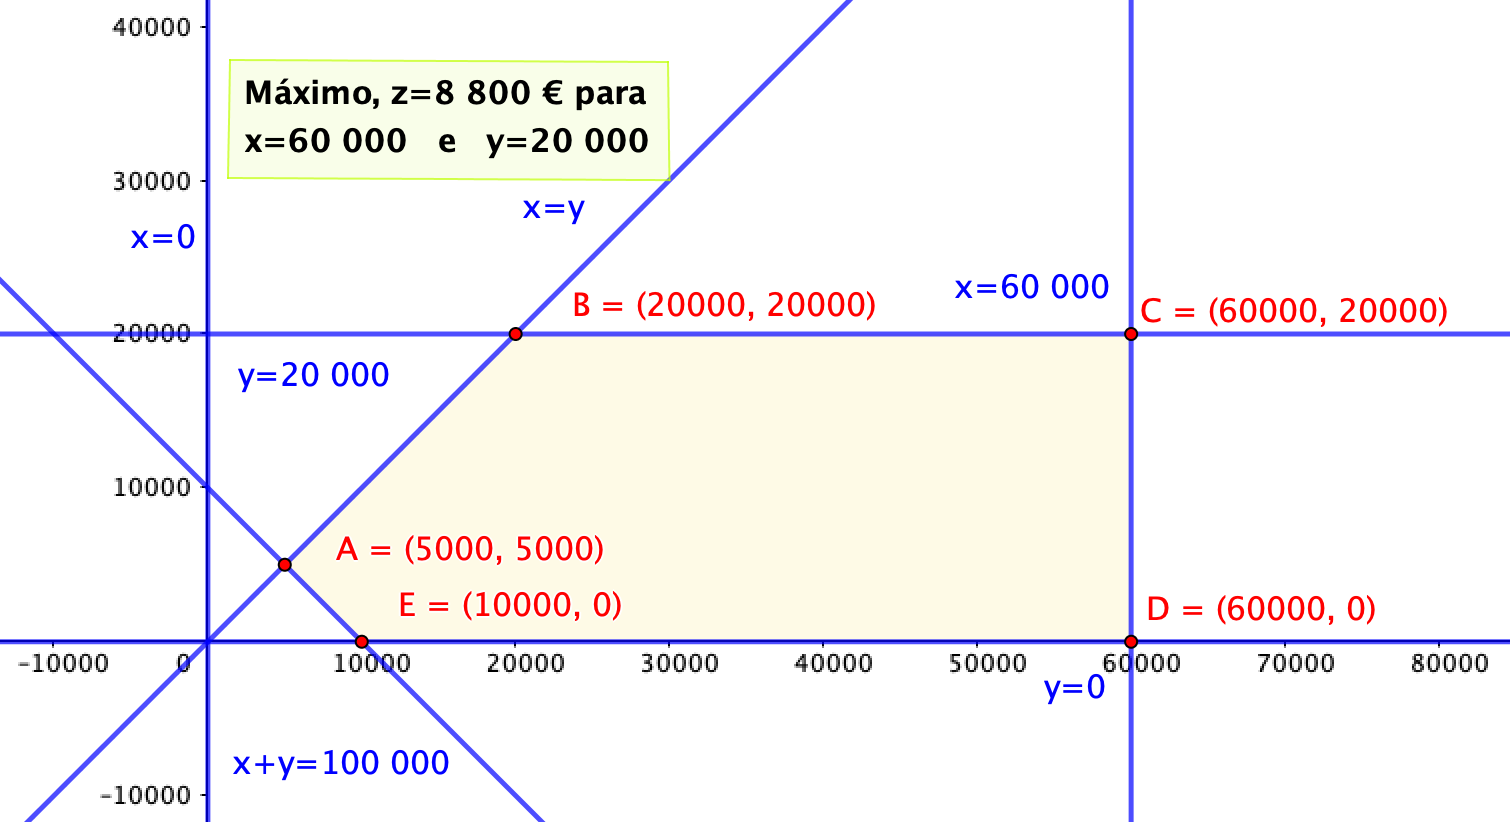 40000
Máximo, z=8 800 € para
x=60 000 e y=20 000
30000
x=y
x=0
x=60 000
B = (20000, 20000)
C = (60000, 20000)
20000
y=20 000
10000
A = (5000, 5000)
E = (10000, 0)
D = (60000, 0)
-10000 0 10000 20000 30000 40000 50000 60000 70000 80000
y=0
x+y=100 000
-10000